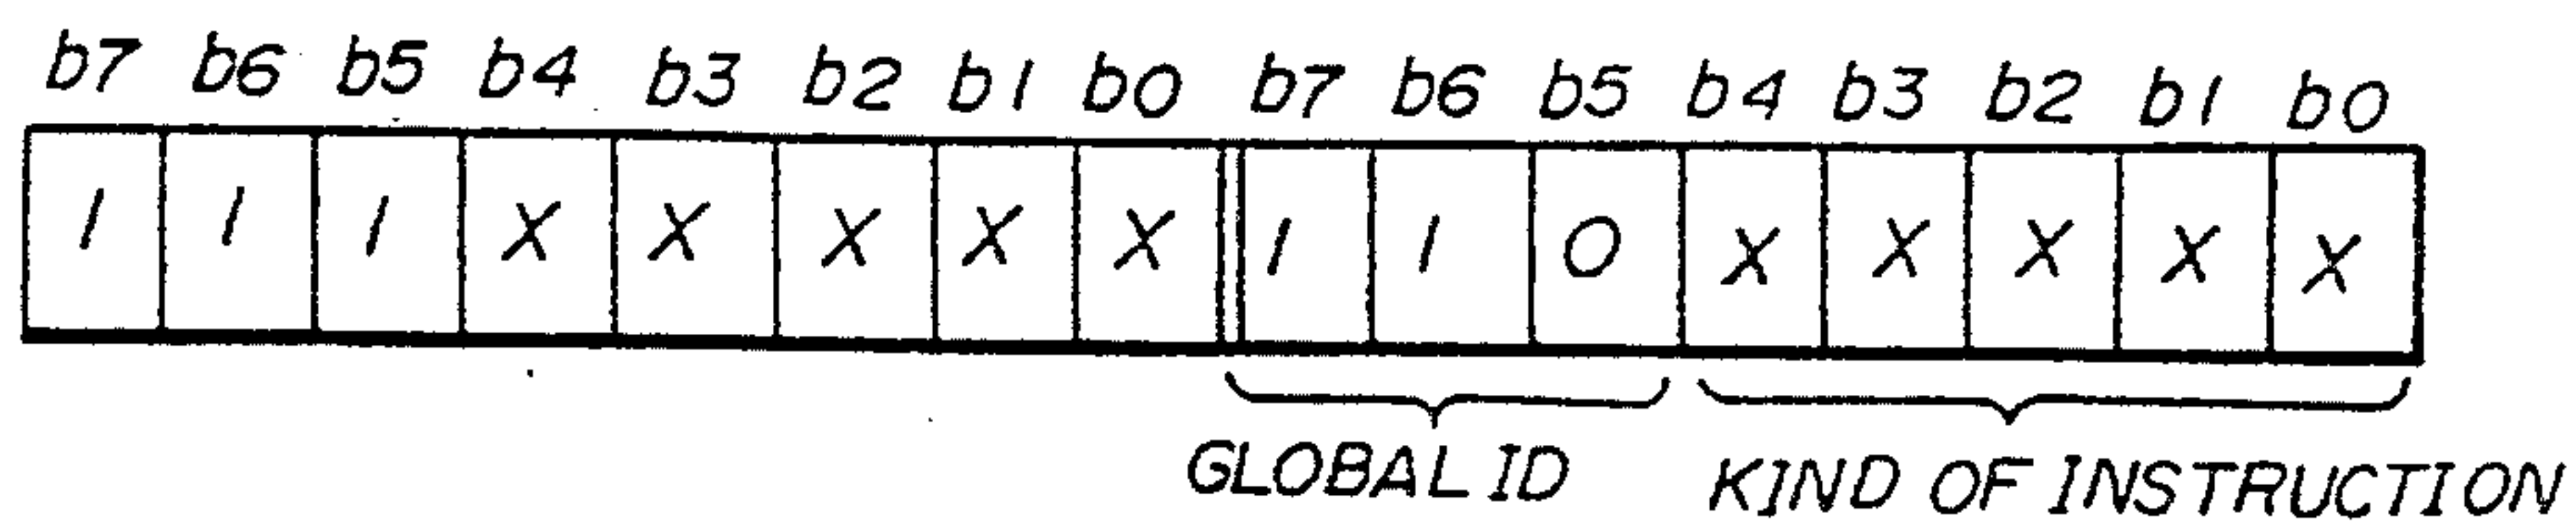 b7 b6 b5 b4 b3 b2 b1 b0 b7 b6 b5 b4 b3 b2 b1 b0
1 1 1 X X X X X 1 1 0 X X X X X
GLOBAL ID KIND OF INSTRUCTION